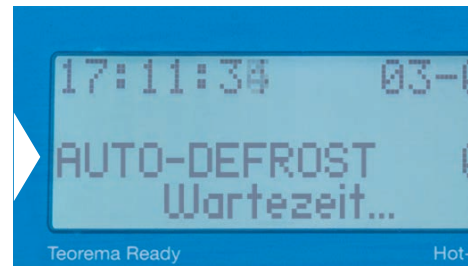 17:11:34 03-
AUTO-DEFROST
Wartezeit...
Teorema Ready Hot-